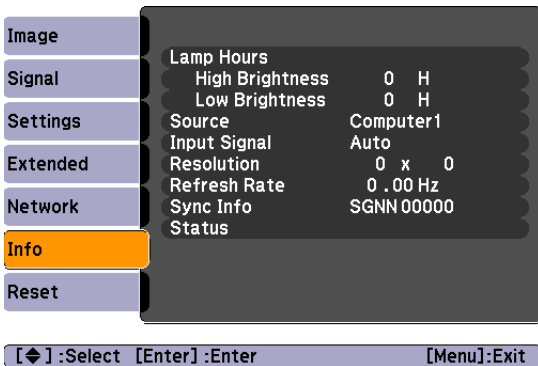 Image
Signal
Settings
Extended
Network
Info
Reset
Lamp Hours
High Brightness 0 H
Low Brightness 0 H
Source Computer1
Input Signal Auto
Resolution 0 x 0
Refresh Rate 0 . 00 Hz
Sync Info SGNN 00000
Status
[◆] :Select [Enter] :Enter [Menu]:Exit